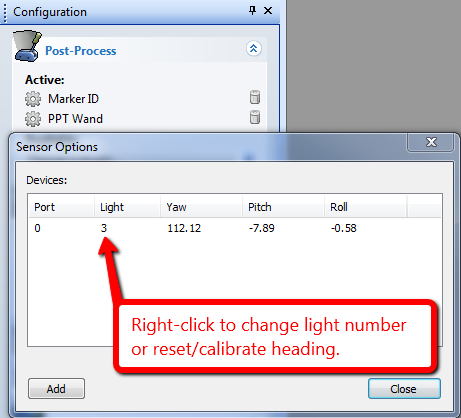 Configuration
Post-Process
Active:
Marker ID
PPT Wand
Sensor Options
Devices:
Port Light Yaw Pitch Roll
0 3 112.12 -7.89 -0.58
Right-click to change light number
or reset/calibrate heading.
Add Close